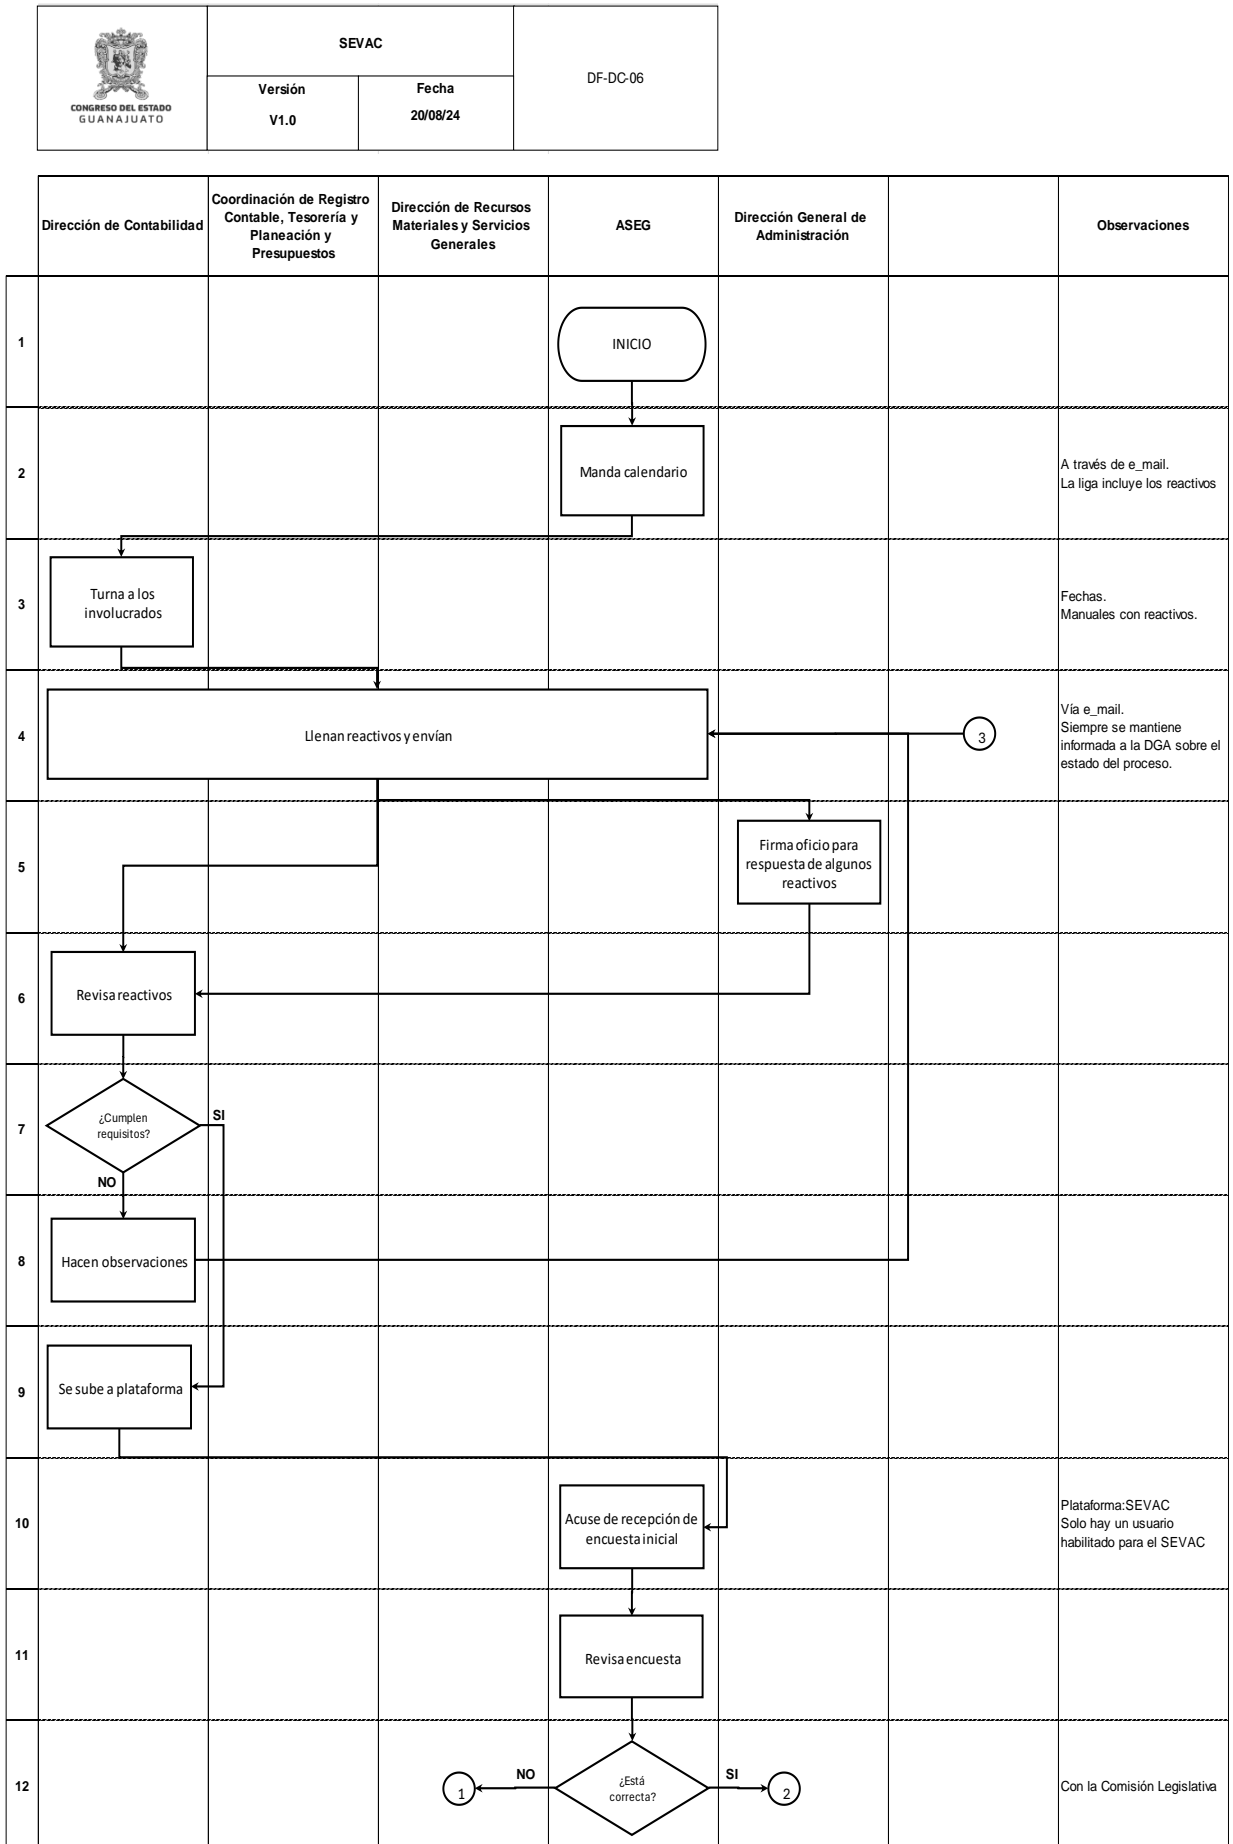 CONGRESO DEL ESTADO
GUANAJUATO
SEVAC
Versión
V1.0
Fecha
20/08/24
DF-DC-06
Dirección de Contabilidad
Coordinación de Registro
Contable, Tesorería y
Planeación y
Presupuestos
Dirección de Recursos
Materiales y Servicios
Generales
ASEG
Dirección General de
Administración
Observaciones
1
INICIO
2
Manda calendario
A través de e_mail.
La liga incluye los reactivos
3
Turna a los
involucrados
Fechas.
Manuales con reactivos.
4
Llenan reactivos y envían
3
Vía e_mail.
Siempre se mantiene
informada a la DGA sobre el
estado del proceso.
5
Firma oficio para
respuesta de algunos
reactivos
6
Revisa reactivos
7
¿Cumplen
requisitos?
SI
NO
8
Hacen observaciones
9
Se sube a plataforma
10
Acuse de recepción de
encuesta inicial
Plataforma:SEVAC
Solo hay un usuario
habilitado para el SEVAC
11
Revisa encuesta
12
1
NO
¿Está
correcta?
SI
2
Con la Comisión Legislativa